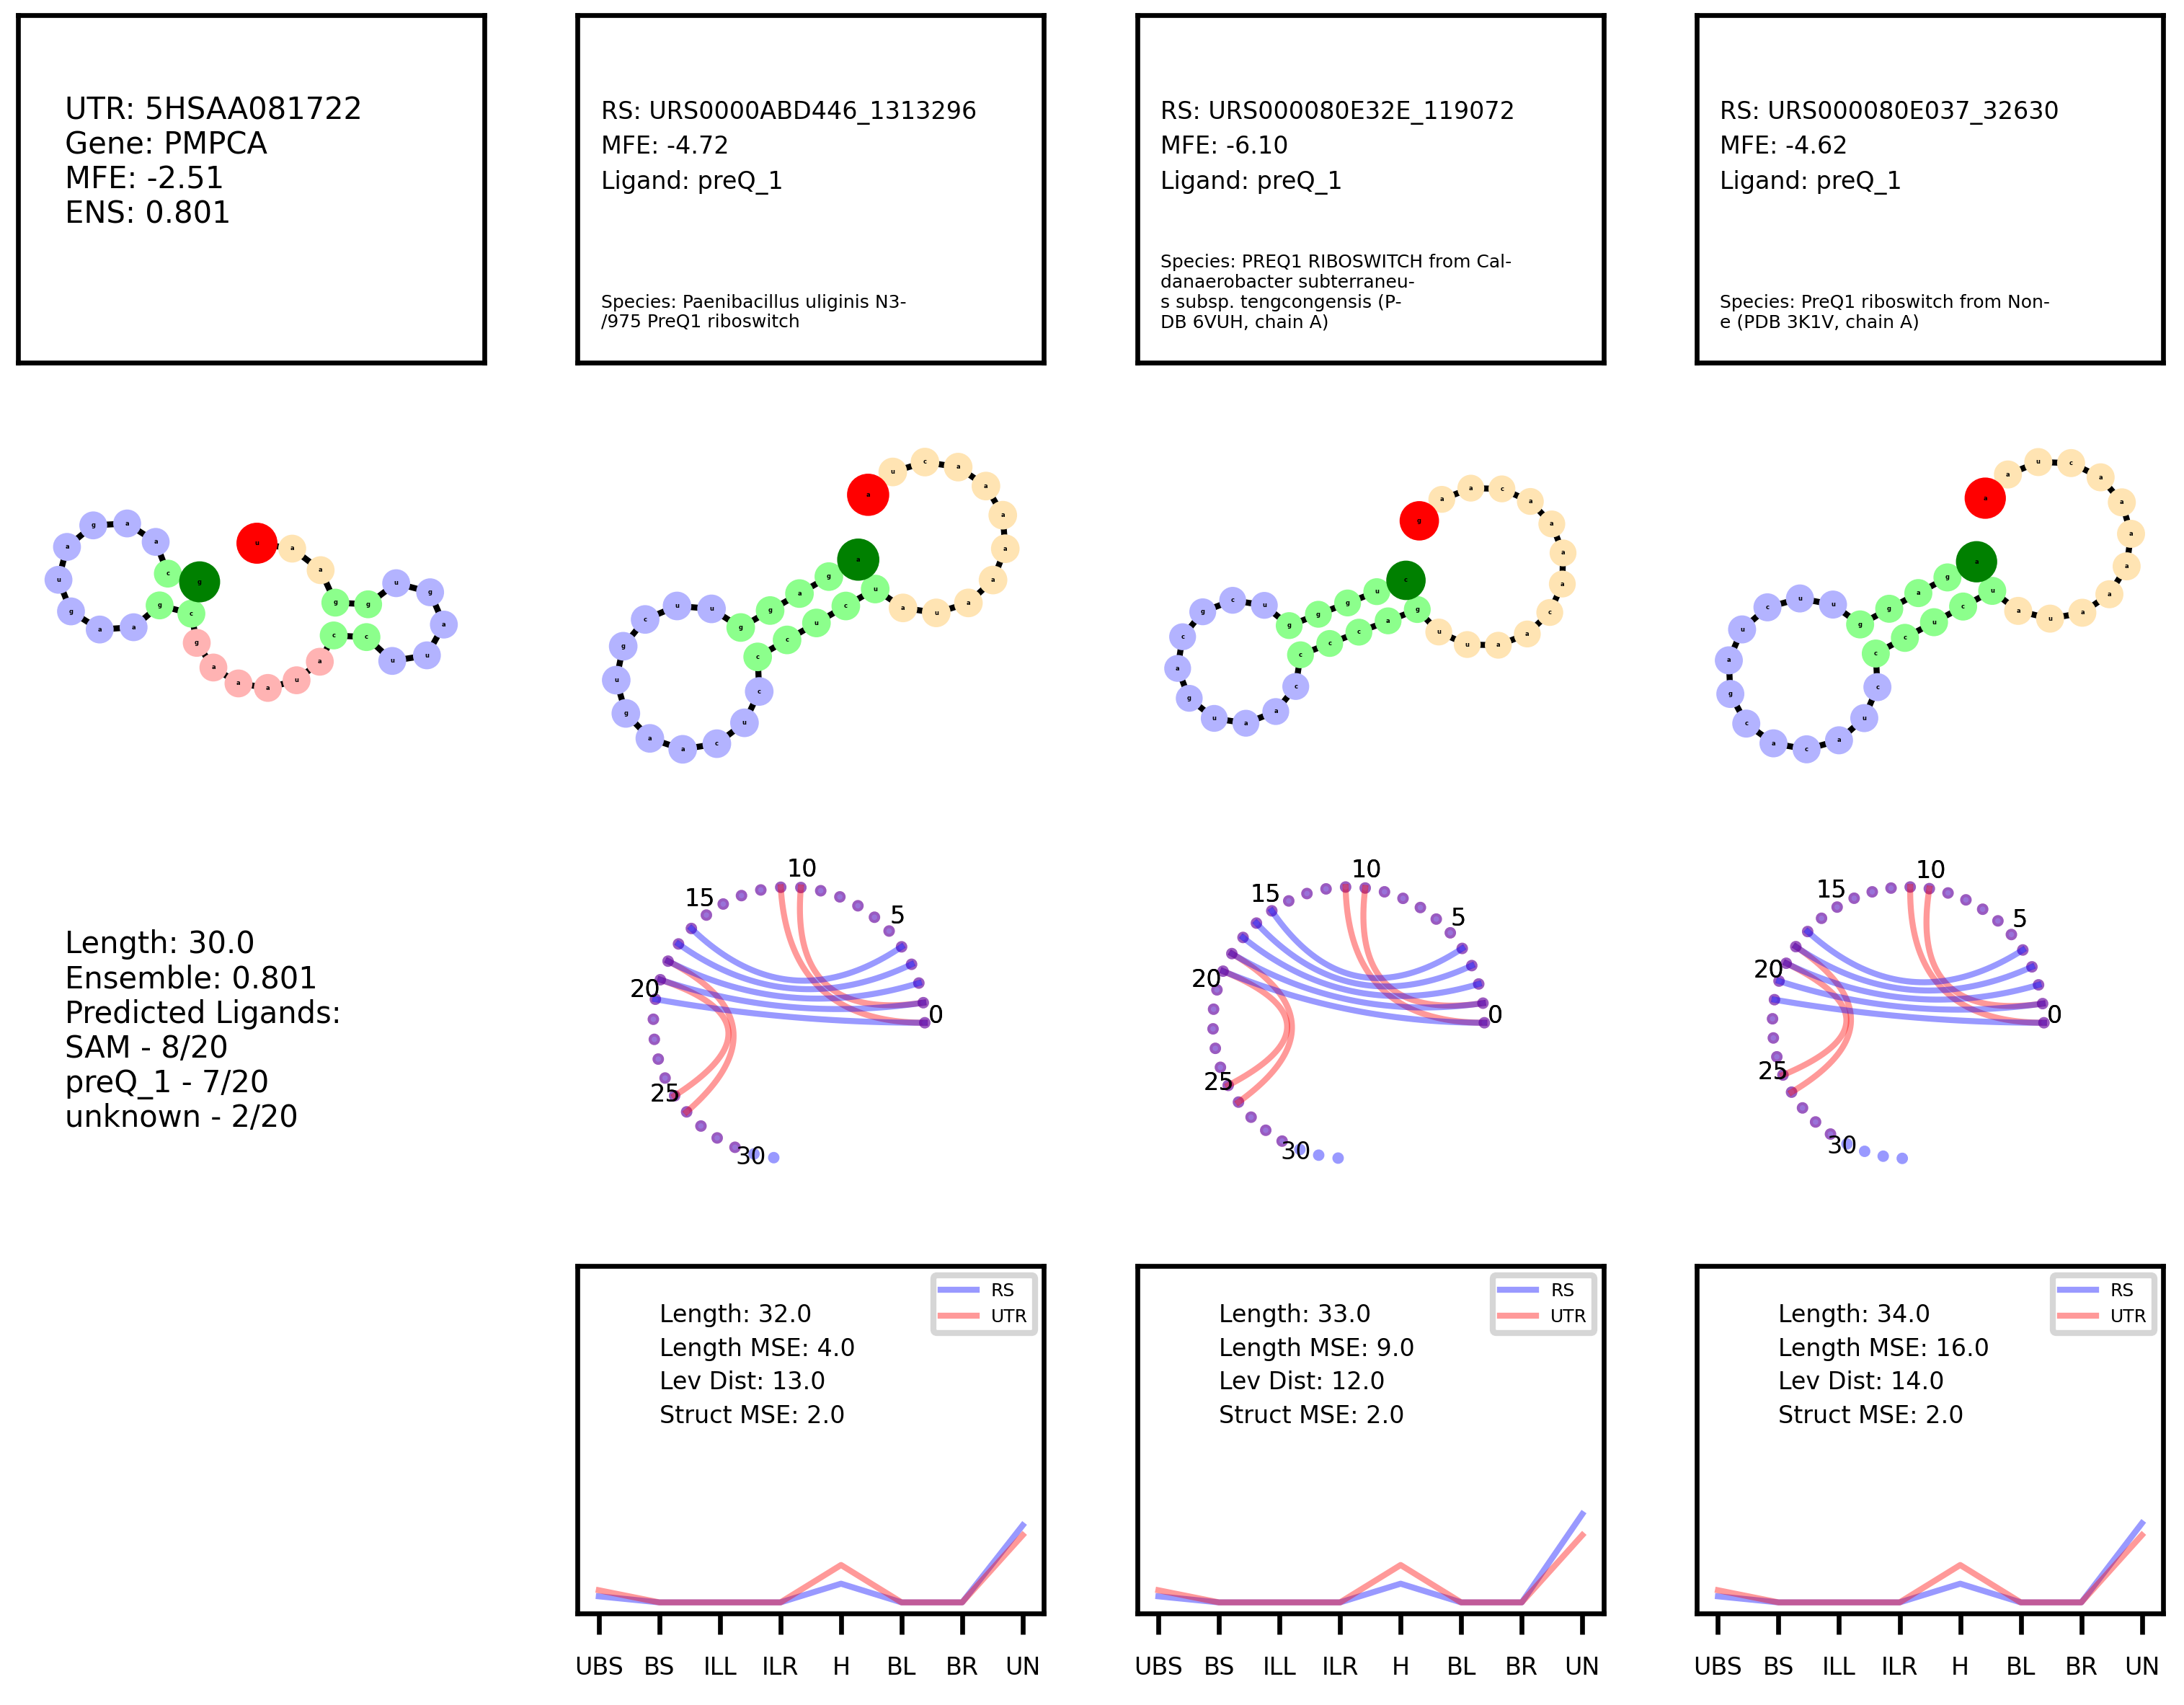 UTR: 5HSAA081722
Gene: PMPCA
MFE: -2.51
ENS: 0.801
RS: URS0000ABD446_1313296
MFE: -4.72
Ligand: preQ_1
Species: Paenibacillus uliginis N3-
/975 PreQ1 riboswitch
RS: URS000080E32E_119072
MFE: -6.10
Ligand: preQ_1
Species: PREQ1 RIBOSWITCH from Cal-
danaerobacter subterraneu-
s subsp. tengcongensis (P-
DB 6VUH, chain A)
RS: URS000080E037_32630
MFE: -4.62
Ligand: preQ_1
Species: PreQ1 riboswitch from Non-
e (PDB 3K1V, chain A)
Length: 30.0
Ensemble: 0.801
Predicted Ligands:
SAM - 8/20
preQ_1 - 7/20
unknown - 2/20
0
5
10
15
20
25
30
0
5
10
15
20
25
30
0
5
10
15
20
25
30
RS
UTR
Length: 32.0
Length MSE: 4.0
Lev Dist: 13.0
Struct MSE: 2.0
UBS BS ILL ILR H BL BR UN
RS
UTR
Length: 33.0
Length MSE: 9.0
Lev Dist: 12.0
Struct MSE: 2.0
UBS BS ILL ILR H BL BR UN
RS
UTR
Length: 34.0
Length MSE: 16.0
Lev Dist: 14.0
Struct MSE: 2.0
UBS BS ILL ILR H BL BR UN